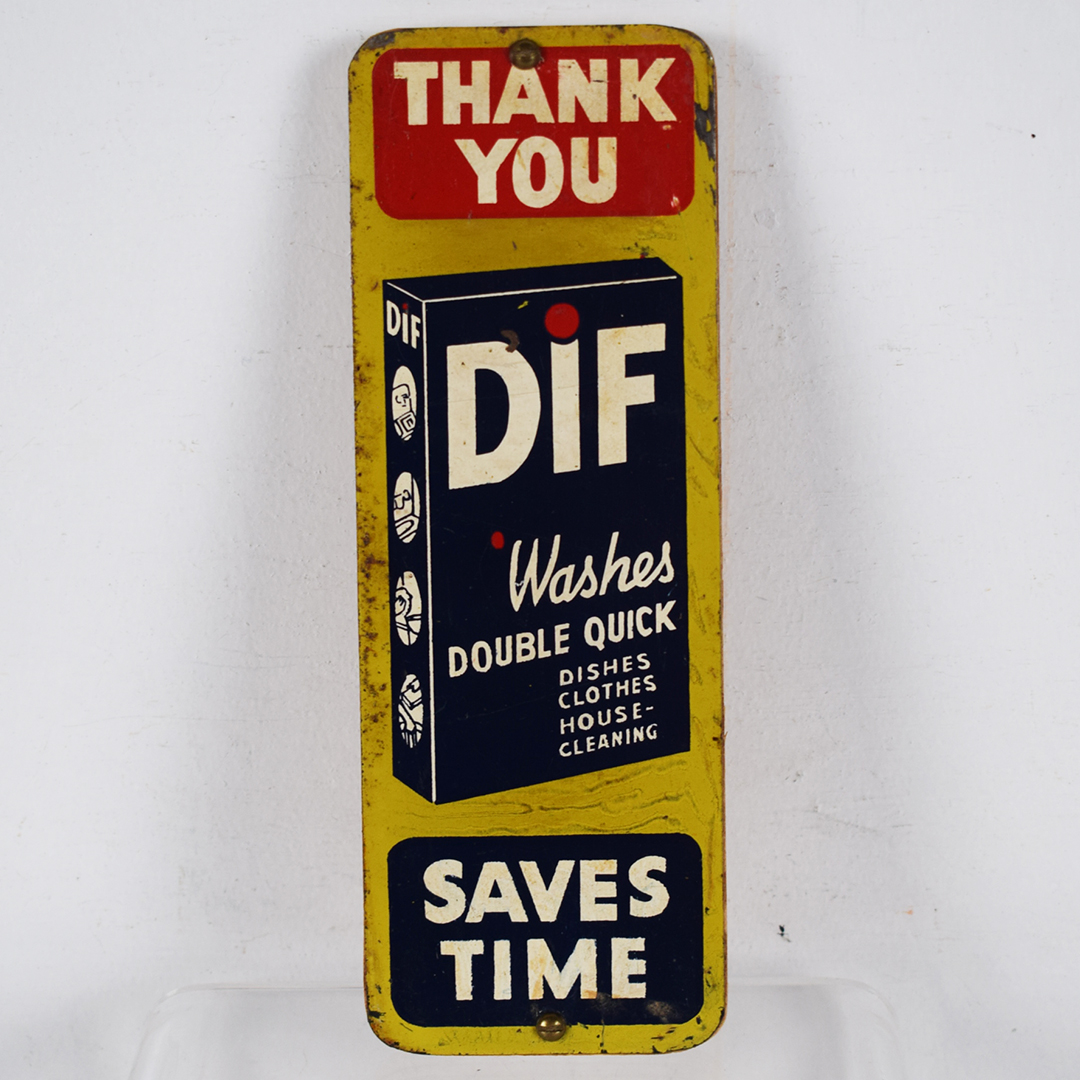 THANK
YOU
DiF
DiF
Washes
DOUBLE QUICK
DISHES
CLOTHES
HOUSE-
CLEANING
SAVES
TIME